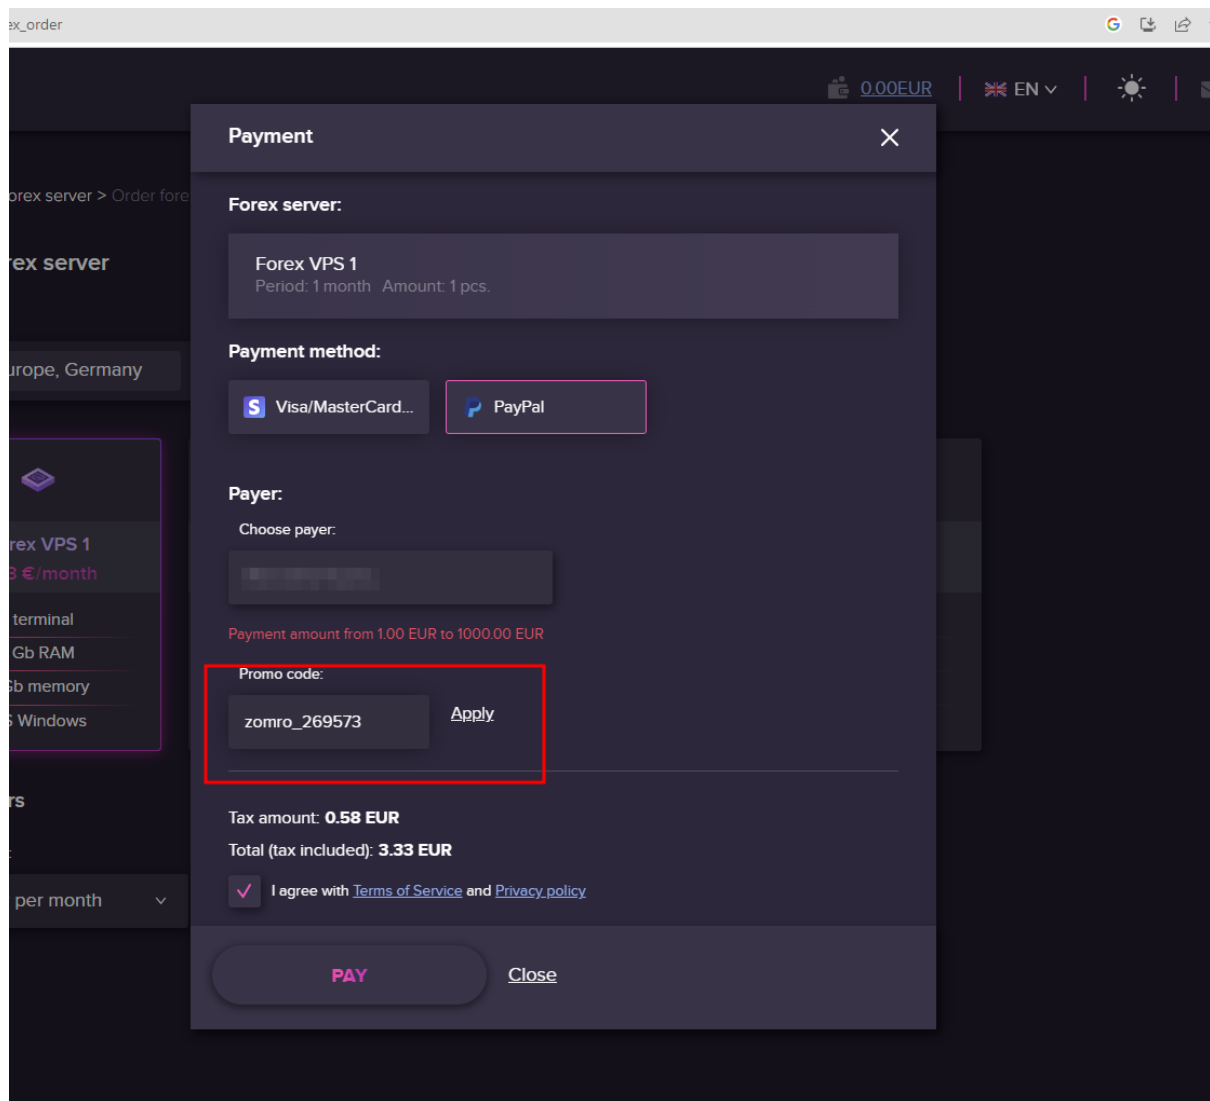 ex_order
0.00EUR
EN
Payment
orex server > Order fore
Forex server:
rex server
Forex VPS 1
Period: 1 month Amount: 1 pcs.
Payment method:
urope, Germany
Visa/MasterCard...
PayPal
Payer:
Choose payer:
rex VPS 1
3 €/month
terminal
Payment amount from 1.00 EUR to 1000.00 EUR
Gb RAM
Promo code:
Gb memory
zomro_269573
Apply
S Windows
rs
Tax amount: 0.58 EUR
Total (tax included): 3.33 EUR
I agree with Terms of Service and Privacy policy
per month
PAY
Close